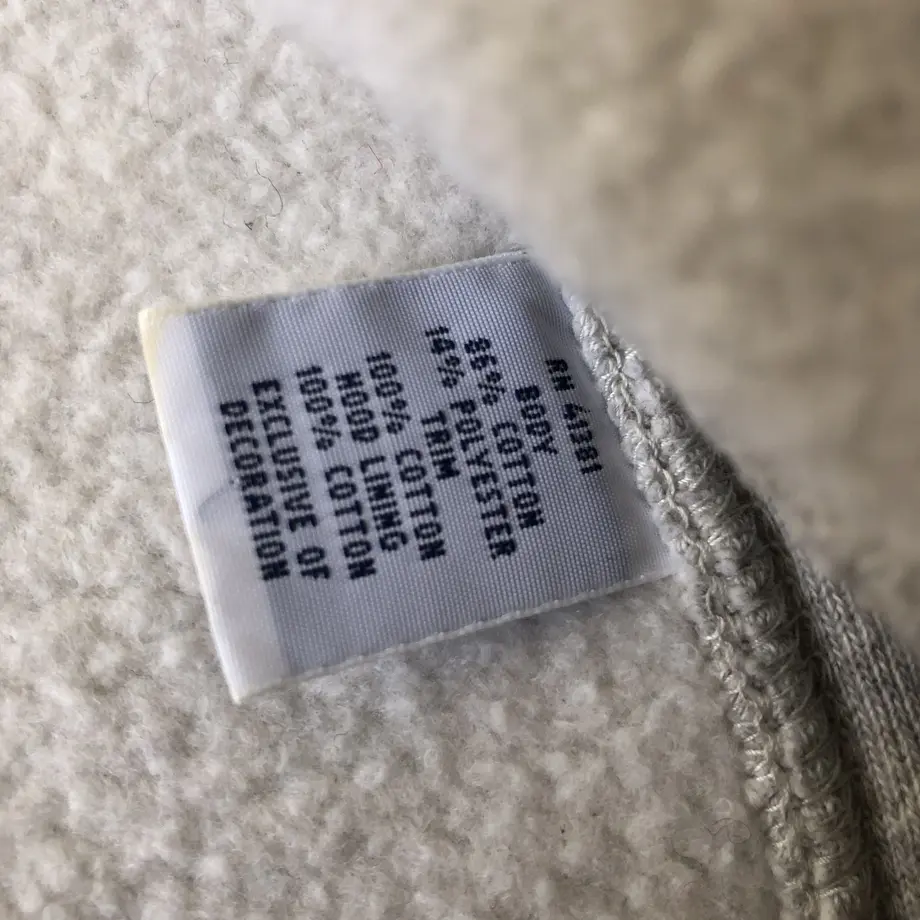 RN 41381
BODY
86% COTTON
14% POLYESTER
TRIM
100% COTTON
HOOD LINING
100% COTTON
EXCLUSIVE OF
DECORATION